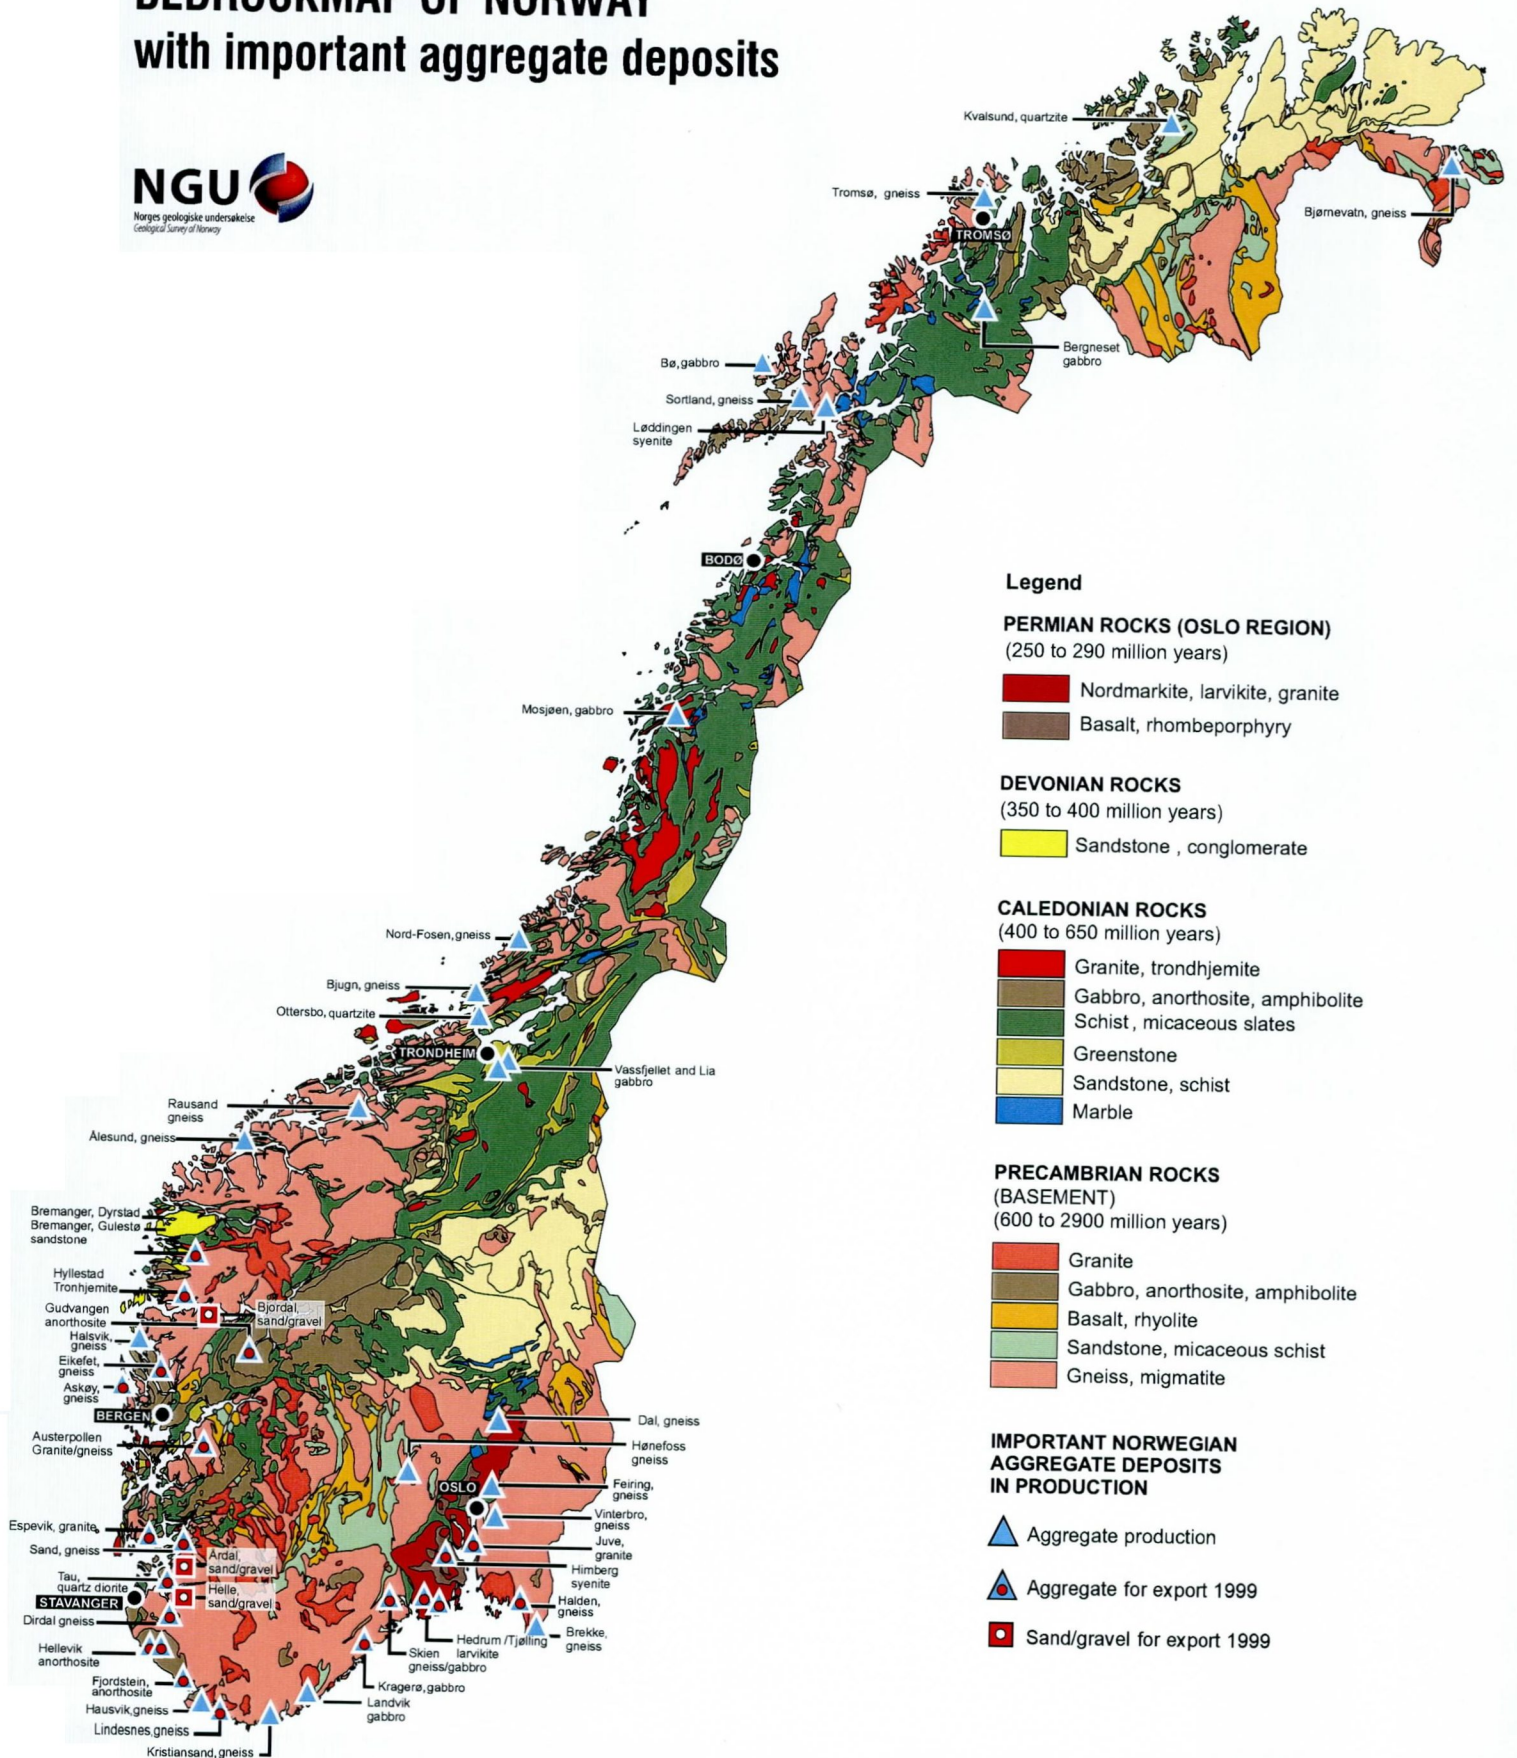 BEDROCKMAP OF NORWAY
with important aggregate deposits
NGU
Norges geologiske undersøkelse
Geological Survey of Norway
Kvalsund, quartzite
Tromsø, gneiss
TROMSØ
Bjørnevatn, gneiss
Bergneset
gabbro
Bø, gabbro
Sortland, gneiss
Løddingen
syenite
BODØ
Mosjøen, gabbro
Nord-Fosen, gneiss
Bjugn, gneiss
Ottersbo, quartzite
TRONDHEIM
Vassfjellet and Lia
gabbro
Rausand
gneiss
Ålesund, gneiss
Bremanger, Dyrstad
Bremanger, Gulestø
sandstone
Hyllestad
Tronhjemite
Gudvangen
anorthosite
Bjordal,
sand/gravel
Halsvik,
gneiss
Eikefet,
gneiss
Askøy,
gneiss
BERGEN
Austerpollen
Granite/gneiss
Dal, gneiss
Hønefoss
gneiss
OSLO
Feiring,
gneiss
Vinterbro,
gneiss
Juve,
granite
Himberg
syenite
Halden,
gneiss
Brekke,
gneiss
Espevik, granite
Sand, gneiss
Årdal,
sand/gravel
Tau,
quartz diorite
Helle,
sand/gravel
STAVANGER
Dirdal gneiss
Hellevik
anorthosite
Fjordstein,
anorthosite
Hausvik, gneiss
Lindesnes, gneiss
Kristiansand, gneiss
Hedrum /Tjølling
larvikite
Skien
gneiss/gabbro
Kragerø, gabbro
Landvik
gabbro
Legend
PERMIAN ROCKS (OSLO REGION)
(250 to 290 million years)
Nordmarkite, larvikite, granite
Basalt, rhombeporphyry
DEVONIAN ROCKS
(350 to 400 million years)
Sandstone , conglomerate
CALEDONIAN ROCKS
(400 to 650 million years)
Granite, trondhjemite
Gabbro, anorthosite, amphibolite
Schist, micaceous slates
Greenstone
Sandstone, schist
Marble
PRECAMBRIAN ROCKS
(BASEMENT)
(600 to 2900 million years)
Granite
Gabbro, anorthosite, amphibolite
Basalt, rhyolite
Sandstone, micaceous schist
Gneiss, migmatite
IMPORTANT NORWEGIAN
AGGREGATE DEPOSITS
IN PRODUCTION
Aggregate production
Aggregate for export 1999
Sand/gravel for export 1999